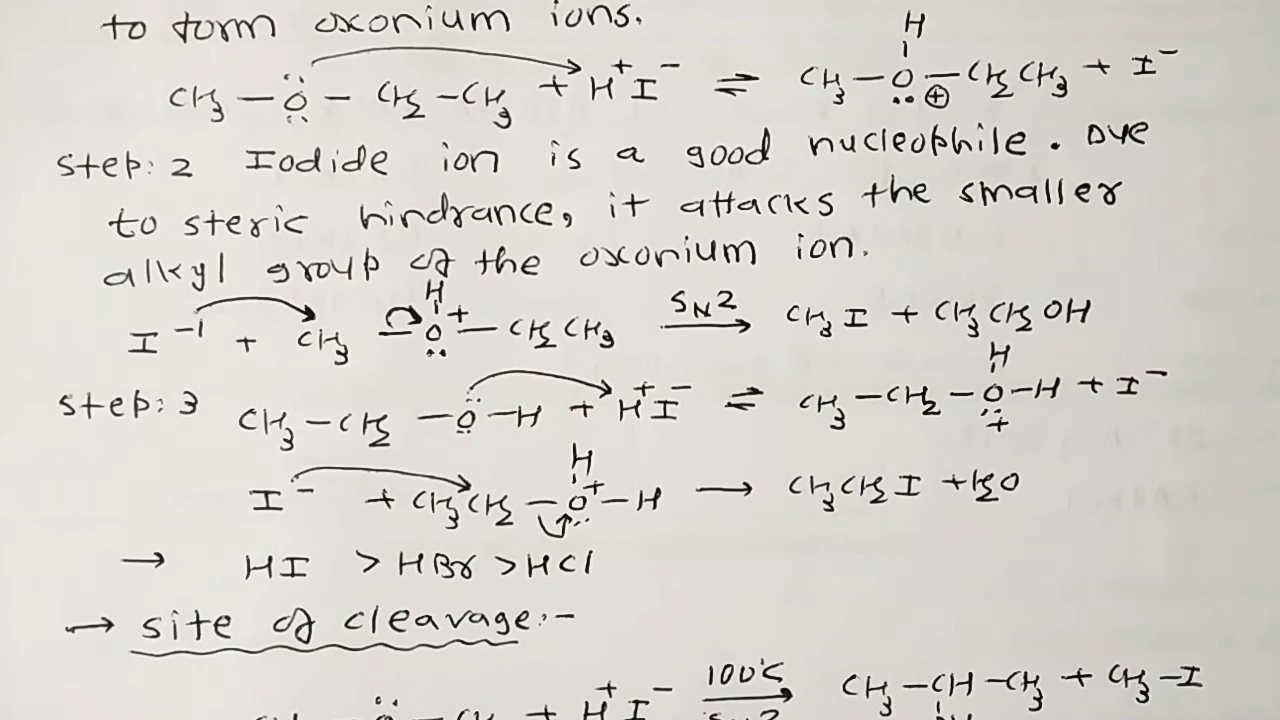 to form oxonium ions.
CH3 – O – CH2 – CH3 + H+ I- ⇌ CH3 – O(H)⊕ – CH2CH3 + I-
Step: 2 Iodide ion is a good nucleophile. Due
to steric hindrance, it attacks the smaller
alkyl group of the oxonium ion.
I-1 + CH3 – O+(H) – CH2CH3 SN2 → CH3I + CH3CH2OH
Step: 3 CH3 – CH2 – O – H + H+ I- ⇌ CH3 – CH2 – O+(H) – H + I-
I- + CH3CH2 – O+(H) – H → CH3CH2I + H2O
→ HI > HBr > HCl
→ Site of cleavage:-
+ H+ I- 100°C → CH3 – CH – CH3 + CH3 – I